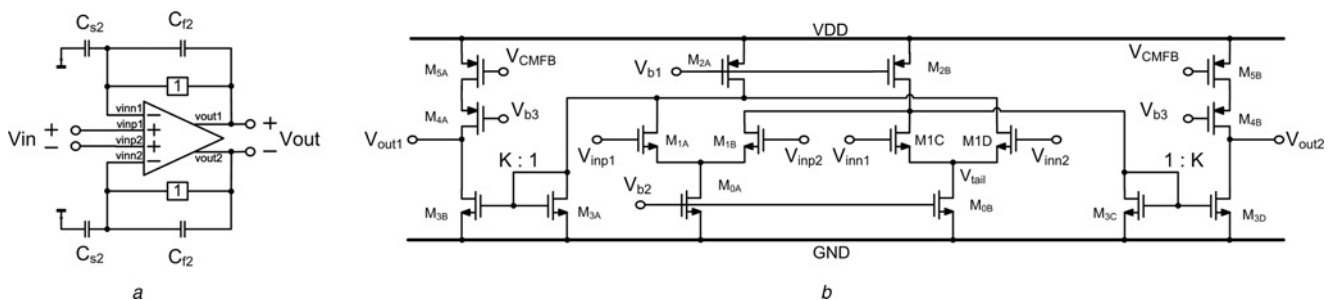 Cs2 Cf2
1
vinn1
vinp1 vout1
Vin + − + + Vout
vinp2
vinn2 vout2
1
Cs2 Cf2
a
VDD
VCMFB M5A
Vb3 M4A
Vout1
K : 1
M3B M3A
Vb1 M2A M2B
Vinp1 M1A M1B Vinp2
Vinn1 M1C M1D Vinn2
Vtail
Vb2 M0A M0B
VCMFB M5B
Vb3 M4B
Vout2
1 : K
M3C M3D
GND
b